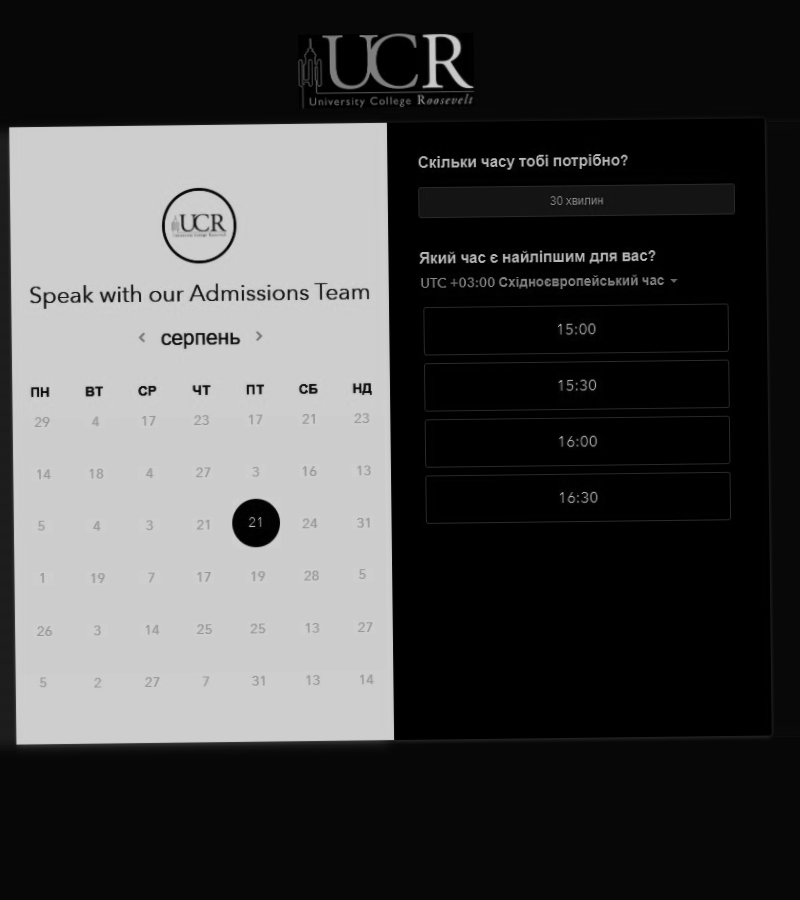 UCR
University College Roosevelt
UCR
Speak with our Admissions Team
серпень
ПН ВТ СР ЧТ ПТ СБ НД
29 4 17 23 17 21 23
14 18 4 27 3 16 13
5 4 3 21 21 24 31
1 19 7 17 19 28 5
26 3 14 25 25 13 27
5 2 27 7 31 13 14
Скільки часу тобі потрібно?
30 хвилин
Який час є найліпшим для вас?
UTC +03:00 Східноєвропейський час
15:00
15:30
16:00
16:30